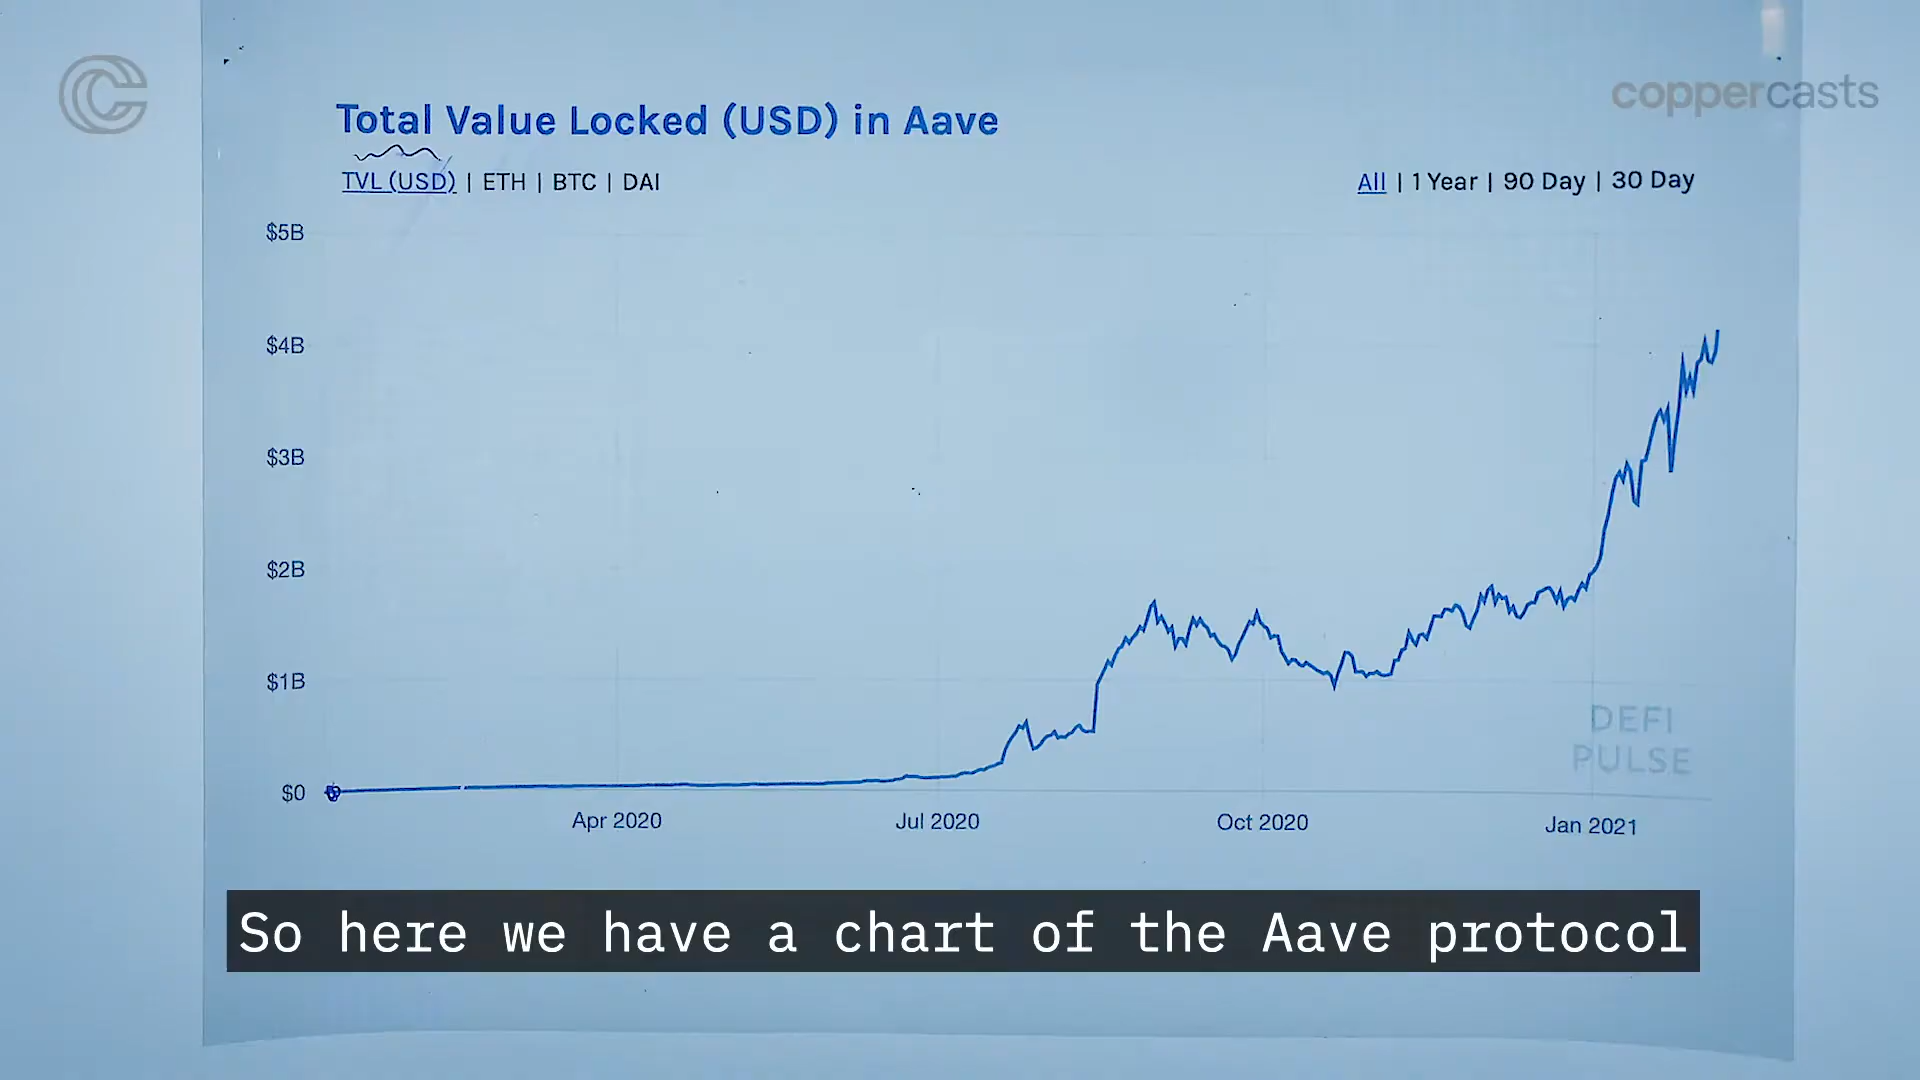 coppercasts
Total Value Locked (USD) in Aave
TVL (USD) | ETH | BTC | DAI
All | 1 Year | 90 Day | 30 Day
$5B
$4B
$3B
$2B
$1B
$0
DEFI
PULSE
Apr 2020
Jul 2020
Oct 2020
Jan 2021
So here we have a chart of the Aave protocol